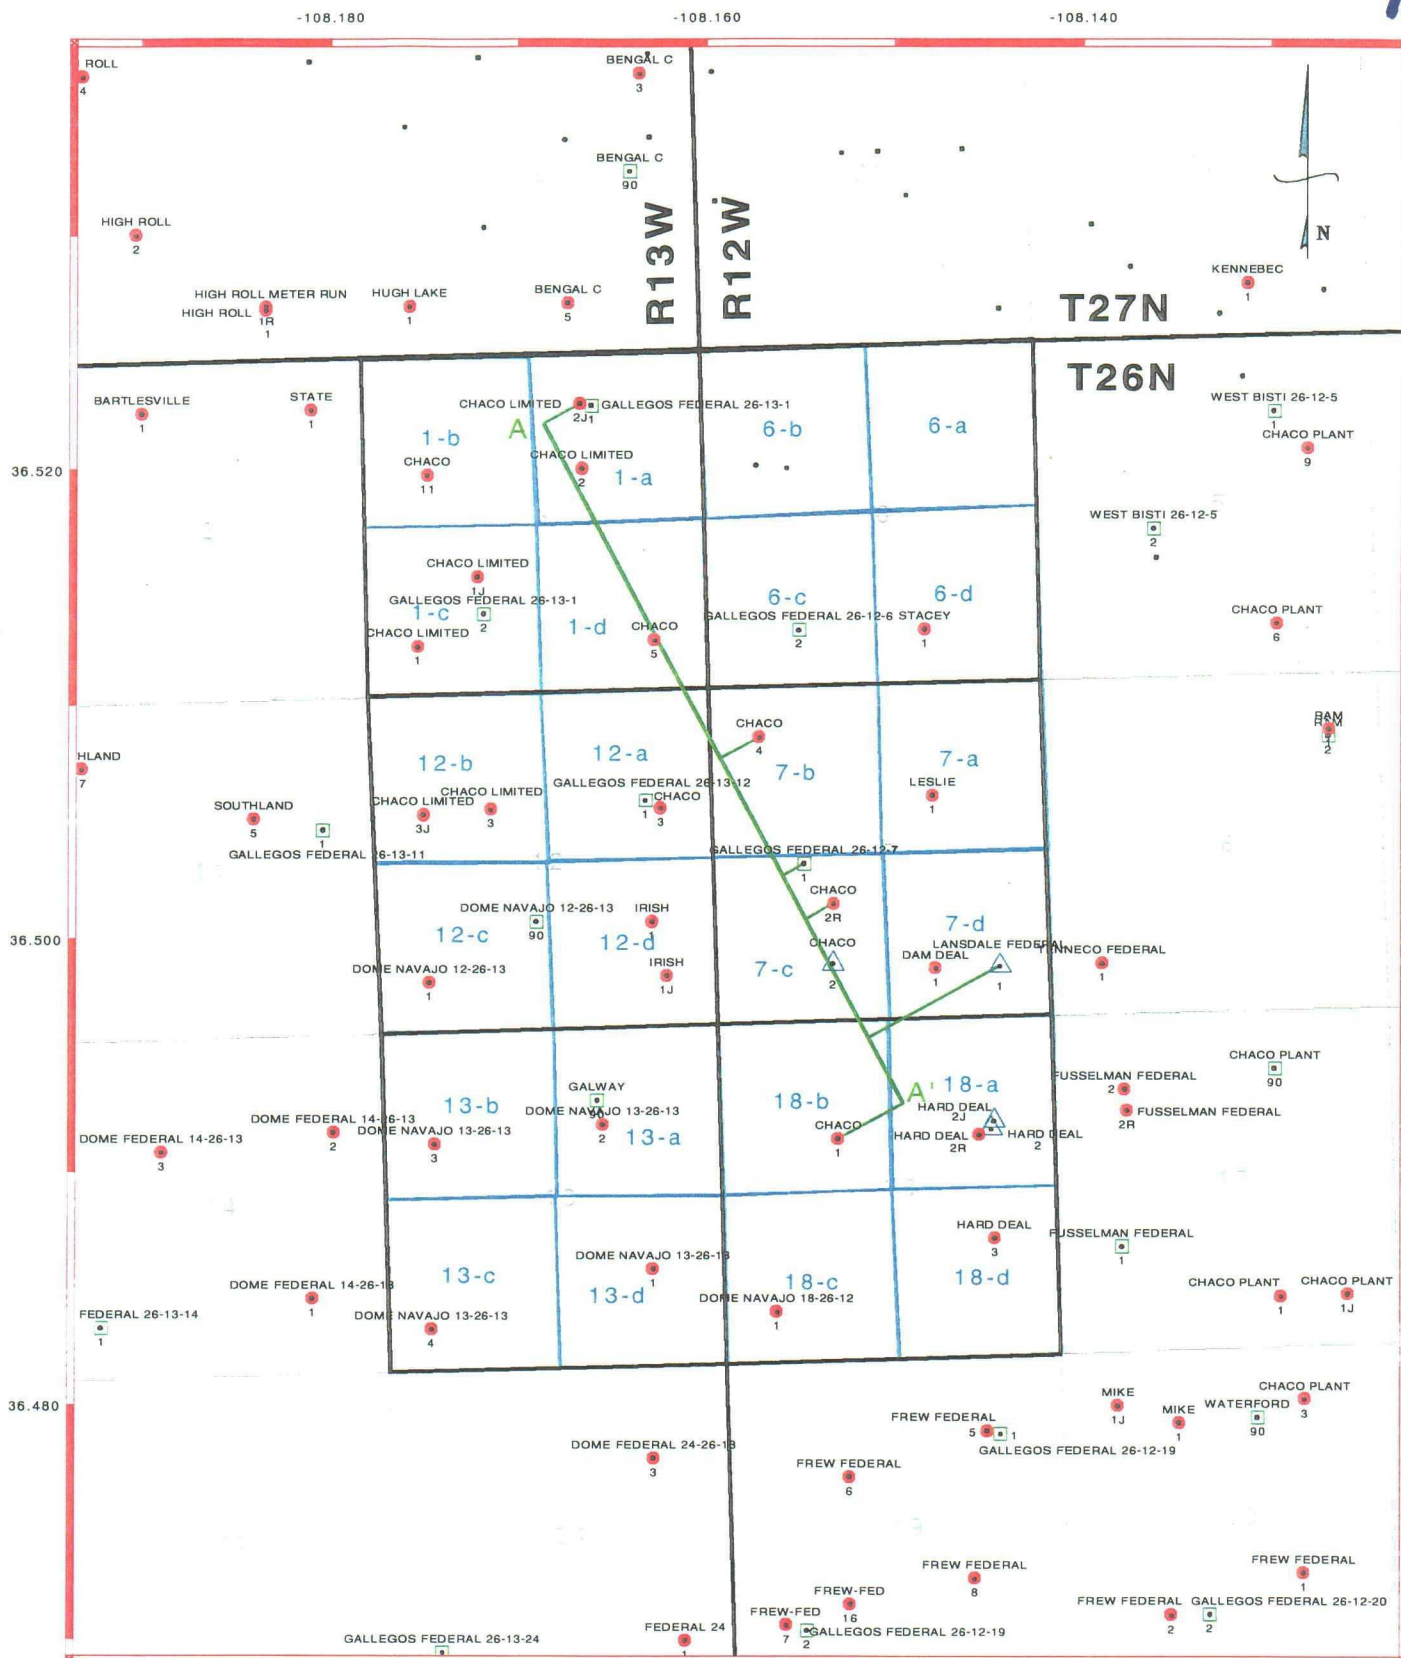 -108.180
-108.160
-108.140
ROLL
4
BENGAL C
3
BENGAL C
90
R13W
R12W
N
HIGH ROLL
2
HIGH ROLL METER RUN
HIGH ROLL
1R
1
HUGH LAKE
1
BENGAL C
5
KENNEBEC
1
T27N
T26N
BARTLESVILLE
1
STATE
1
CHACO LIMITED
2J
1
GALLEGOS FEDERAL 26-13-1
A
1-b
6-b
6-a
WEST BISTI 26-12-5
1
CHACO PLANT
9
36.520
CHACO
11
CHACO LIMITED
2
1-a
WEST BISTI 26-12-5
2
CHACO LIMITED
1J
GALLEGOS FEDERAL 26-13-1
2
1-c
CHACO LIMITED
1
1-d
CHACO
5
6-c
GALLEGOS FEDERAL 26-12-6
2
6-d
STACEY
1
CHACO PLANT
6
RAM
2
HLAND
7
SOUTHLAND
5
1
GALLEGOS FEDERAL 26-13-11
12-b
CHACO LIMITED
3J
CHACO LIMITED
3
12-a
GALLEGOS FEDERAL 26-13-12
1
CHACO
3
CHACO
4
7-b
7-a
LESLIE
1
GALLEGOS FEDERAL 26-12-7
1
CHACO
2R
36.500
DOME NAVAJO 12-26-13
90
12-c
DOME NAVAJO 12-26-13
1
IRISH
1
12-d
IRISH
1J
CHACO
2
7-c
7-d
DAM DEAL
1
LANSDALE FEDERAL
1
TENNECO FEDERAL
1
13-b
GALWAY
90
DOME NAVAJO 13-26-13
2
13-a
18-b
A'
18-a
CHACO
1
HARD DEAL
2J
HARD DEAL
2R
HARD DEAL
2
FUSSELMAN FEDERAL
2
FUSSELMAN FEDERAL
2R
CHACO PLANT
90
DOME FEDERAL 14-26-13
3
DOME FEDERAL 14-26-13
2
DOME NAVAJO 13-26-13
3
HARD DEAL
3
FUSSELMAN FEDERAL
1
13-c
DOME NAVAJO 13-26-13
1
13-d
18-c
DOME NAVAJO 18-26-12
1
18-d
CHACO PLANT
1
CHACO PLANT
1J
DOME FEDERAL 14-26-13
1
FEDERAL 26-13-14
1
DOME NAVAJO 13-26-13
4
36.480
DOME FEDERAL 24-26-13
3
FREW FEDERAL
5
1
GALLEGOS FEDERAL 26-12-19
MIKE
1J
MIKE
1
WATERFORD
90
CHACO PLANT
3
FREW FEDERAL
6
FREW FEDERAL
8
FREW FEDERAL
1
FREW-FED
16
FREW-FED
7
2
GALLEGOS FEDERAL 26-12-19
FREW FEDERAL
2
GALLEGOS FEDERAL 26-12-20
2
FEDERAL 24
1
GALLEGOS FEDERAL 26-13-24